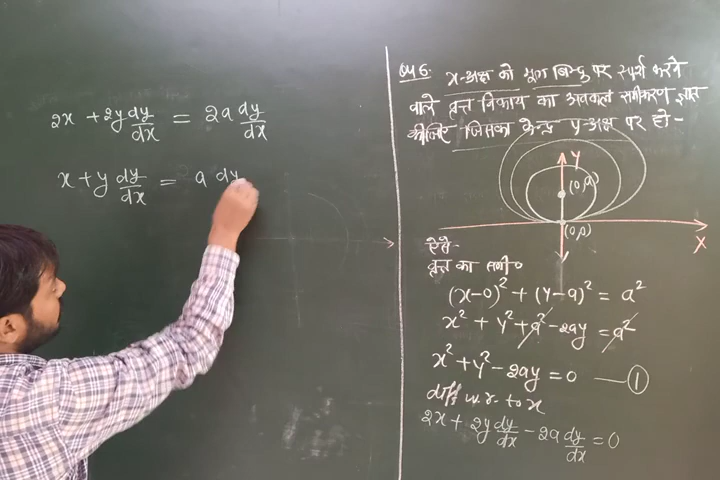 प्रश्न 6. x-अक्ष को मूल बिन्दु पर स्पर्श करने
वाले वृत्त निकाय का अवकल समीकरण ज्ञात
कीजिए जिसका केन्द्र y-अक्ष पर हो -
Y
(0,a)
(0,0)
X
ऐसे
वृत्त का समी०
(x-0)² + (y-a)² = a²
x² + y² + a² - 2ay = a²
x² + y² - 2ay = 0 — ①
diff w.r. to x
2x + 2y dy/dx - 2a dy/dx = 0
2x + 2y dy/dx = 2a dy/dx
x + y dy/dx = a dy